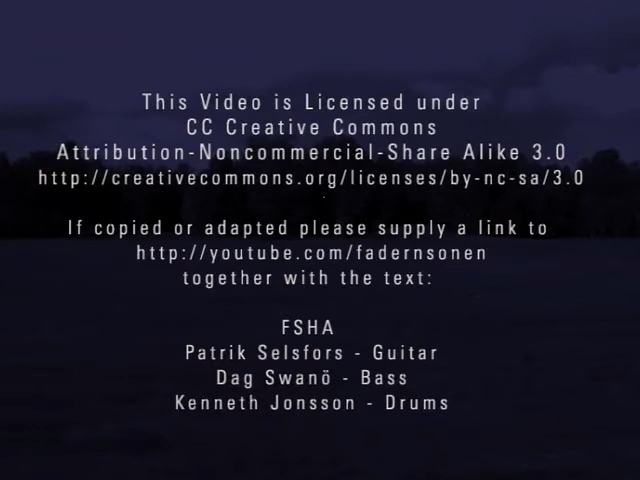 This Video is Licensed under
CC Creative Commons
Attribution-Noncommercial-Share Alike 3.0
http://creativecommons.org/licenses/by-nc-sa/3.0
If copied or adapted please supply a link to
http://youtube.com/fadernsonen
together with the text:
FSHA
Patrik Selsfors - Guitar
Dag Swanö - Bass
Kenneth Jonsson - Drums